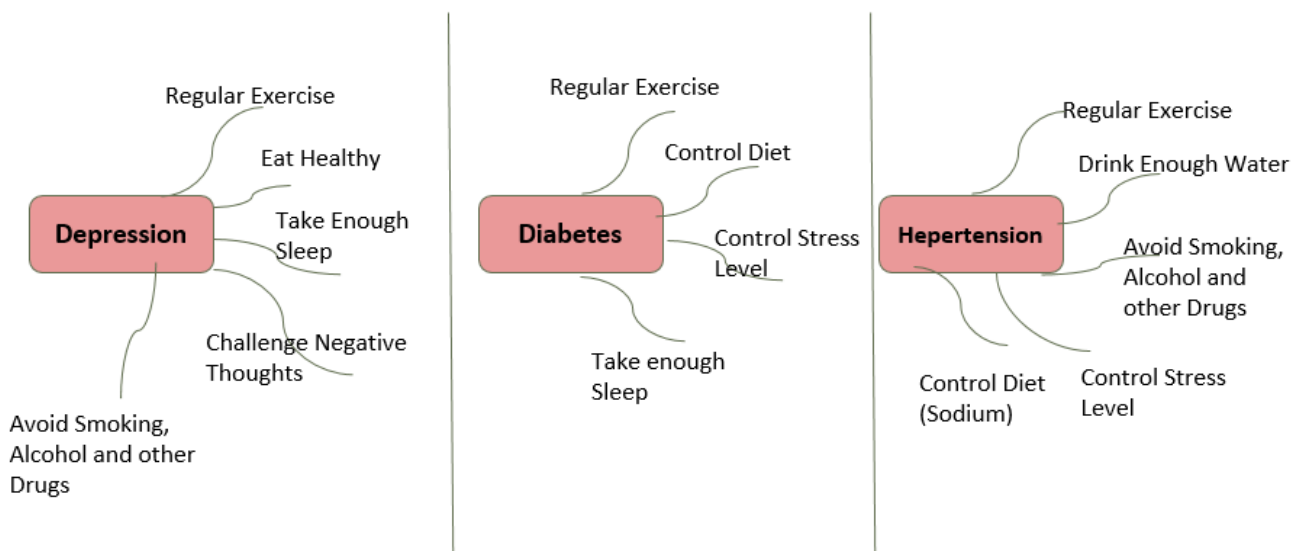 Depression
Regular Exercise
Eat Healthy
Take Enough
Sleep
Challenge Negative
Thoughts
Avoid Smoking,
Alcohol and other
Drugs
Diabetes
Regular Exercise
Control Diet
Control Stress
Level
Take enough
Sleep
Hepertension
Regular Exercise
Drink Enough Water
Avoid Smoking,
Alcohol and
other Drugs
Control Stress
Level
Control Diet
(Sodium)